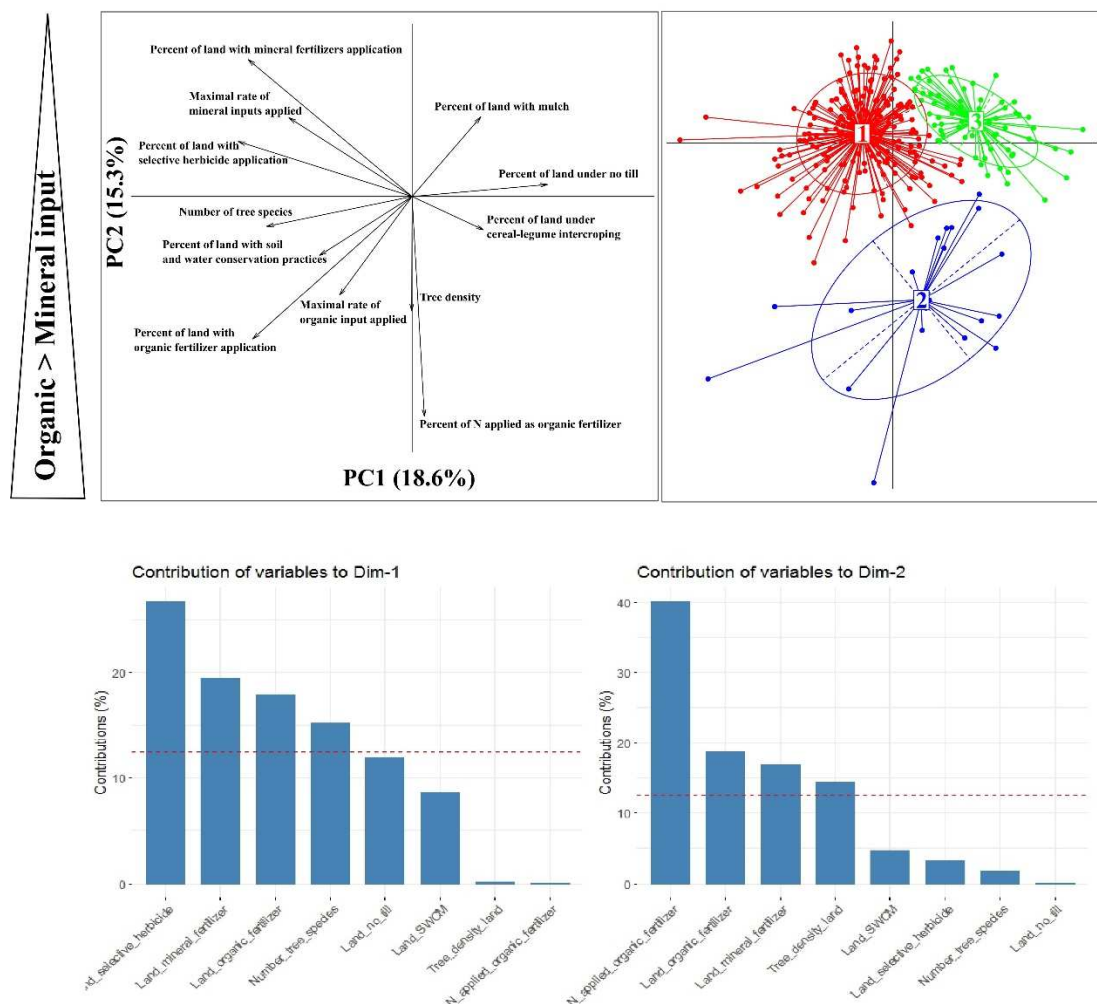 Organic > Mineral input
PC2 (15.3%)
Percent of land with mineral fertilizers application
Maximal rate of
mineral inputs applied
Percent of land with mulch
Percent of land with
selective herbicide application
Percent of land under no till
Number of tree species
Percent of land under
cereal-legume intercroping
Percent of land with soil
and water conservation practices
Maximal rate of
organic input applied
Tree density
Percent of land with
organic fertilizer application
Percent of N applied as organic fertilizer
PC1 (18.6%)
1
3
2
Contribution of variables to Dim-1
Contributions (%)
20
10
0
nd_selective_herbicide
Land_mineral_fertilizer
Land_organic_fertilizer
Number_tree_species
Land_no_till
Land_SWCM
Tree_density_land
N_applied_organic_fertilizer
Contribution of variables to Dim-2
Contributions (%)
40
30
20
10
0
N_applied_organic_fertilizer
Land_organic_fertilizer
Land_mineral_fertilizer
Tree_density_land
Land_SWCM
Land_selective_herbicide
Number_tree_species
Land_no_till